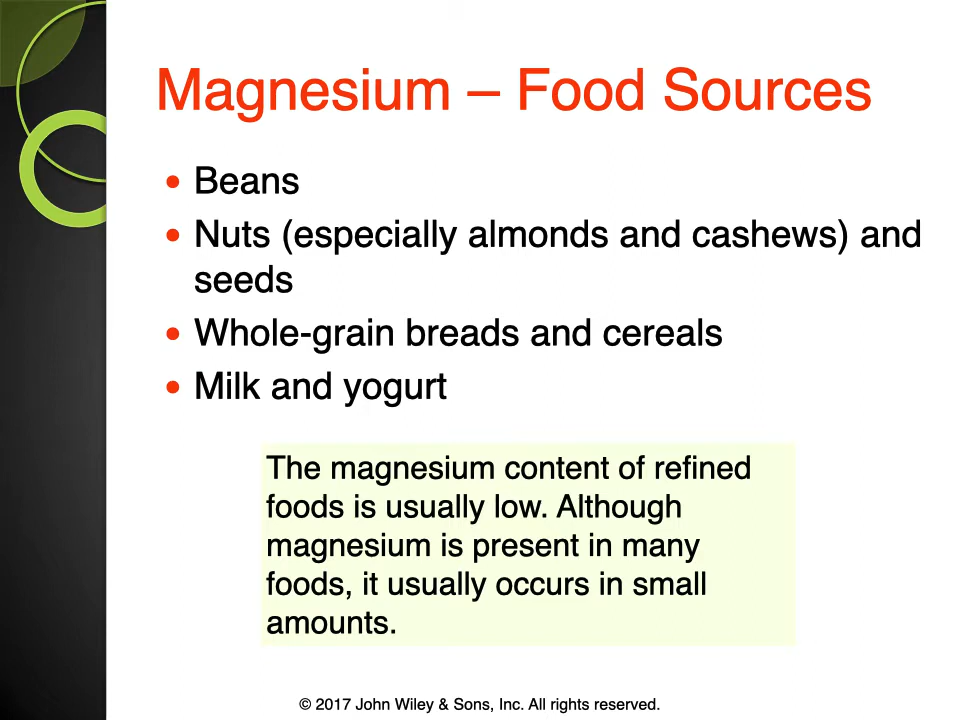 Magnesium – Food Sources
• Beans
• Nuts (especially almonds and cashews) and
seeds
• Whole-grain breads and cereals
• Milk and yogurt
The magnesium content of refined
foods is usually low. Although
magnesium is present in many
foods, it usually occurs in small
amounts.
© 2017 John Wiley & Sons, Inc. All rights reserved.